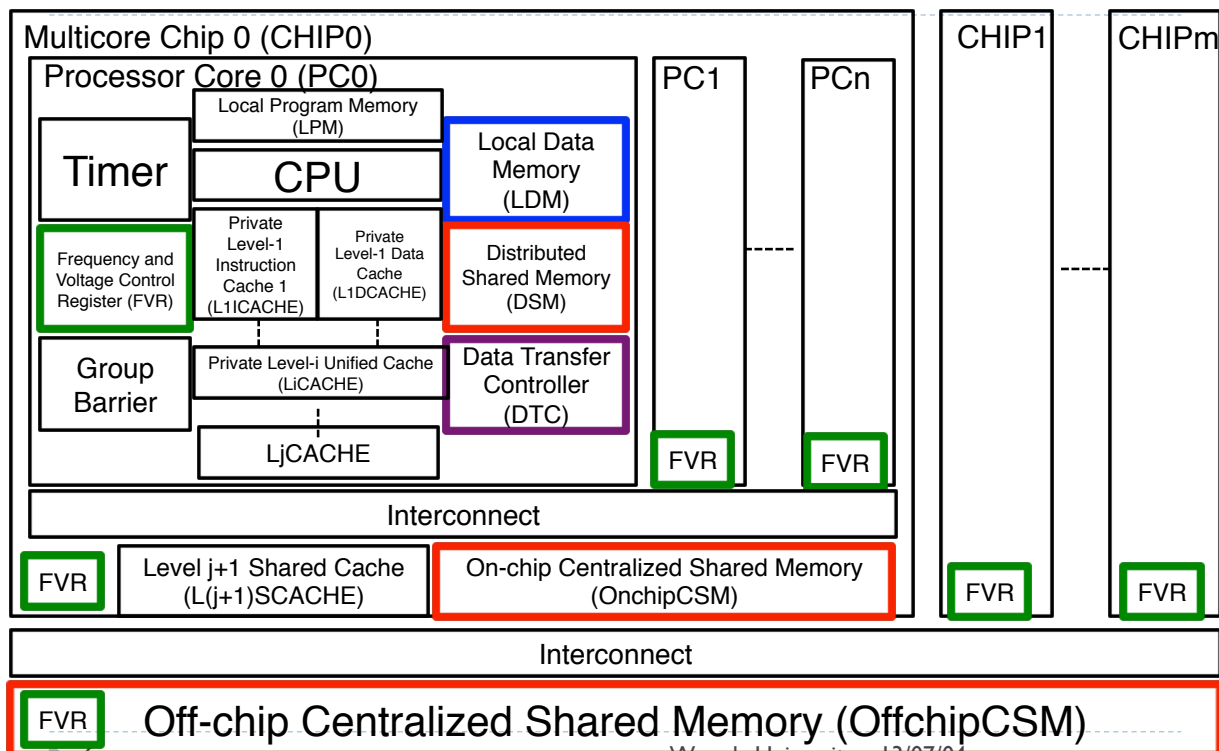 Multicore Chip 0 (CHIP0)
CHIP1
CHIPm
Processor Core 0 (PC0)
PC1
PCn
Local Program Memory
(LPM)
Timer
CPU
Local Data
Memory
(LDM)
Frequency and
Voltage Control
Register (FVR)
Private
Level-1
Instruction
Cache 1
(L1ICACHE)
Private
Level-1 Data
Cache
(L1DCACHE)
Distributed
Shared Memory
(DSM)
Group
Barrier
Private Level-i Unified Cache
(LiCACHE)
Data Transfer
Controller
(DTC)
LjCACHE
FVR
FVR
Interconnect
FVR
Level j+1 Shared Cache
(L(j+1)SCACHE)
On-chip Centralized Shared Memory
(OnchipCSM)
FVR
FVR
Interconnect
FVR
Off-chip Centralized Shared Memory (OffchipCSM)